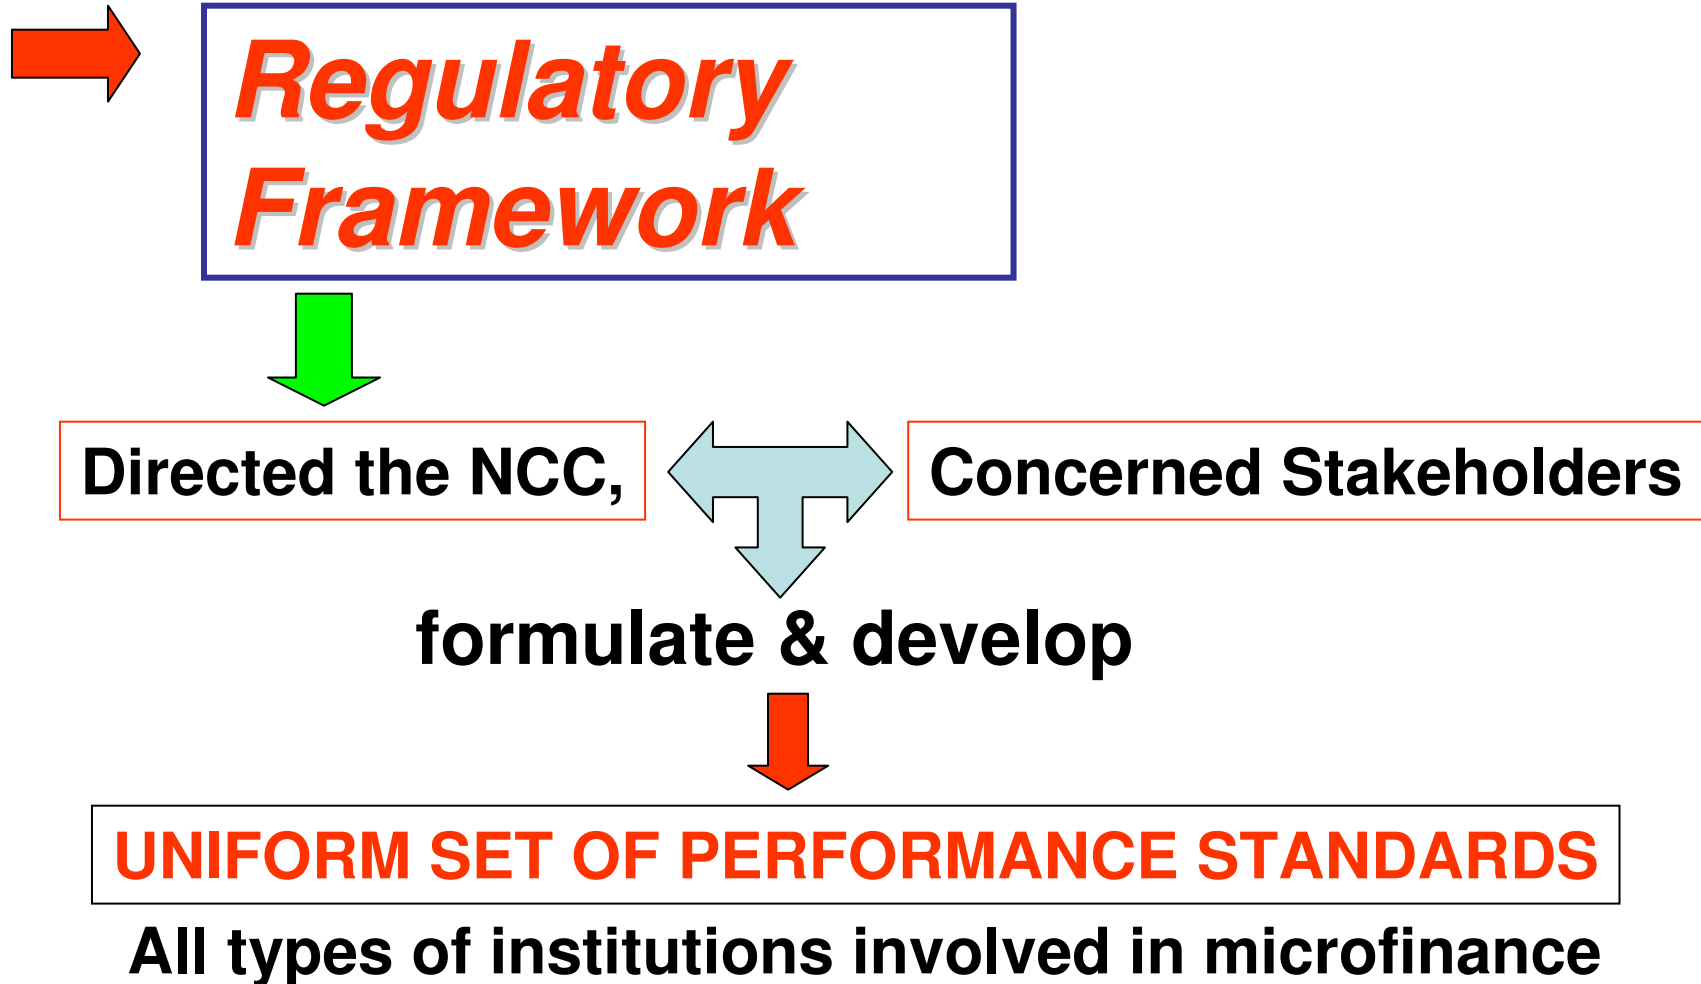 Regulatory
Framework
Directed the NCC,
Concerned Stakeholders
formulate & develop
UNIFORM SET OF PERFORMANCE STANDARDS
All types of institutions involved in microfinance